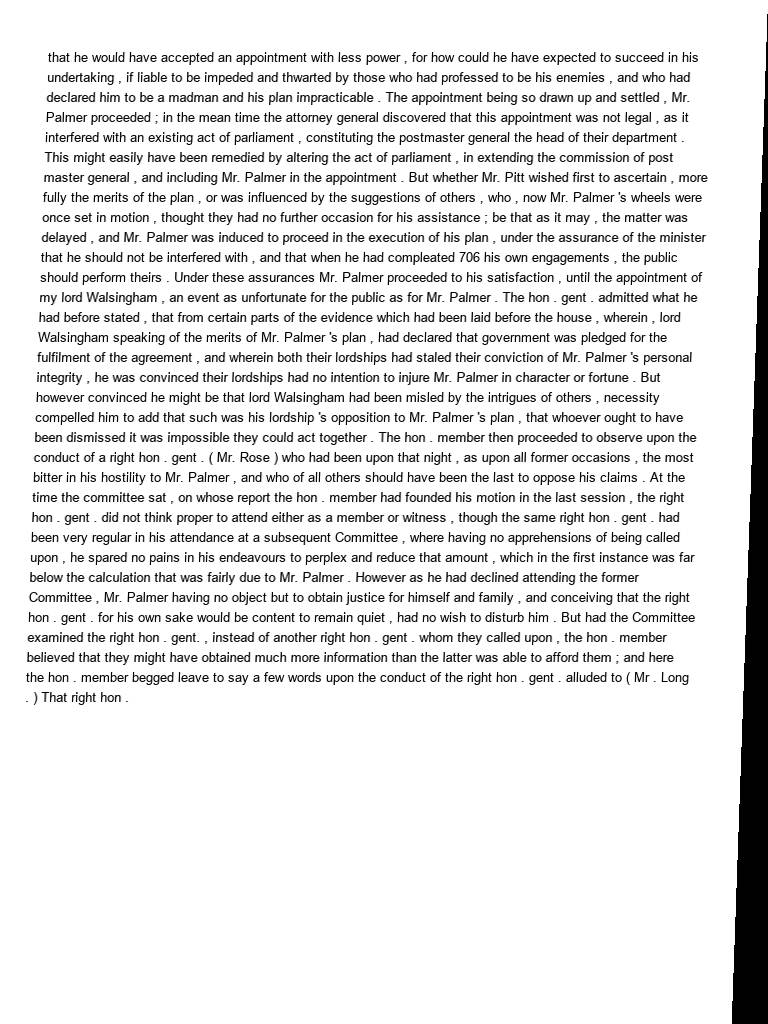 that he would have accepted an appointment with less power , for how could he have expected to succeed in his
undertaking , if liable to be impeded and thwarted by those who had professed to be his enemies , and who had
declared him to be a madman and his plan impracticable . The appointment being so drawn up and settled , Mr.
Palmer proceeded ; in the mean time the attorney general discovered that this appointment was not legal , as it
interfered with an existing act of parliament , constituting the postmaster general the head of their department .
This might easily have been remedied by altering the act of parliament , in extending the commission of post
master general , and including Mr. Palmer in the appointment . But whether Mr. Pitt wished first to ascertain , more
fully the merits of the plan , or was influenced by the suggestions of others , who , now Mr. Palmer 's wheels were
once set in motion , thought they had no further occasion for his assistance ; be that as it may , the matter was
delayed , and Mr. Palmer was induced to proceed in the execution of his plan , under the assurance of the minister
that he should not be interfered with , and that when he had compleated 706 his own engagements , the public
should perform theirs . Under these assurances Mr. Palmer proceeded to his satisfaction , until the appointment of
my lord Walsingham , an event as unfortunate for the public as for Mr. Palmer . The hon . gent . admitted what he
had before stated , that from certain parts of the evidence which had been laid before the house , wherein , lord
Walsingham speaking of the merits of Mr. Palmer 's plan , had declared that government was pledged for the
fulfilment of the agreement , and wherein both their lordships had staled their conviction of Mr. Palmer 's personal
integrity , he was convinced their lordships had no intention to injure Mr. Palmer in character or fortune . But
however convinced he might be that lord Walsingham had been misled by the intrigues of others , necessity
compelled him to add that such was his lordship 's opposition to Mr. Palmer 's plan , that whoever ought to have
been dismissed it was impossible they could act together . The hon . member then proceeded to observe upon the
conduct of a right hon . gent . ( Mr. Rose ) who had been upon that night , as upon all former occasions , the most
bitter in his hostility to Mr. Palmer , and who of all others should have been the last to oppose his claims . At the
time the committee sat , on whose report the hon . member had founded his motion in the last session , the right
hon . gent . did not think proper to attend either as a member or witness , though the same right hon . gent . had
been very regular in his attendance at a subsequent Committee , where having no apprehensions of being called
upon , he spared no pains in his endeavours to perplex and reduce that amount , which in the first instance was far
below the calculation that was fairly due to Mr. Palmer . However as he had declined attending the former
Committee , Mr. Palmer having no object but to obtain justice for himself and family , and conceiving that the right
hon . gent . for his own sake would be content to remain quiet , had no wish to disturb him . But had the Committee
examined the right hon . gent. , instead of another right hon . gent . whom they called upon , the hon . member
believed that they might have obtained much more information than the latter was able to afford them ; and here
the hon . member begged leave to say a few words upon the conduct of the right hon . gent . alluded to ( Mr . Long
. ) That right hon .